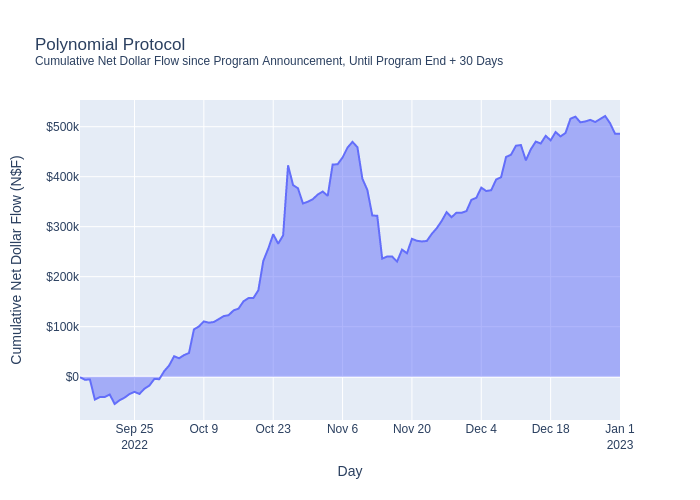 Polynomial Protocol
Cumulative Net Dollar Flow since Program Announcement, Until Program End + 30 Days
Cumulative Net Dollar Flow (N$F)
$500k
$400k
$300k
$200k
$100k
$0
Sep 25
2022
Oct 9
Oct 23
Nov 6
Nov 20
Dec 4
Dec 18
Jan 1
2023
Day